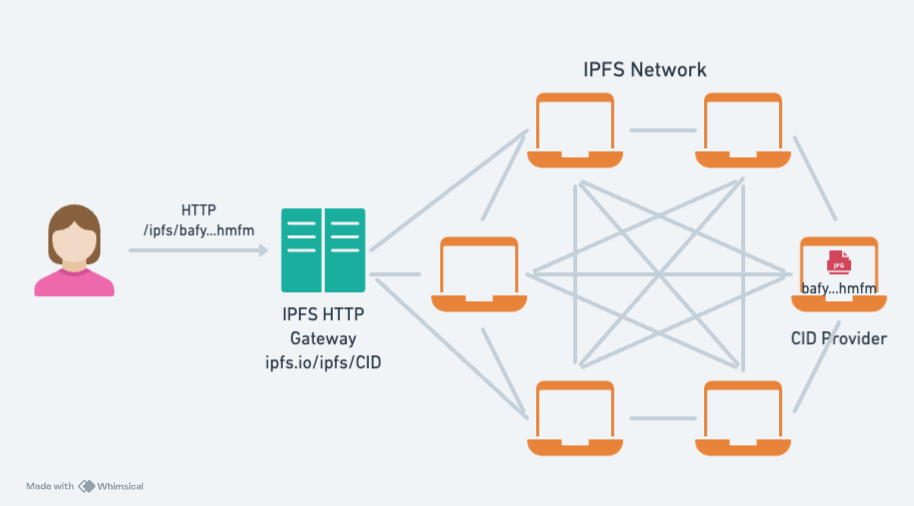 IPFS Network
HTTP
/ipfs/bafy...hmfm
IPFS HTTP
Gateway
ipfs.io/ipfs/CID
JPG
bafy...hmfm
CID Provider
Made with Whimsical